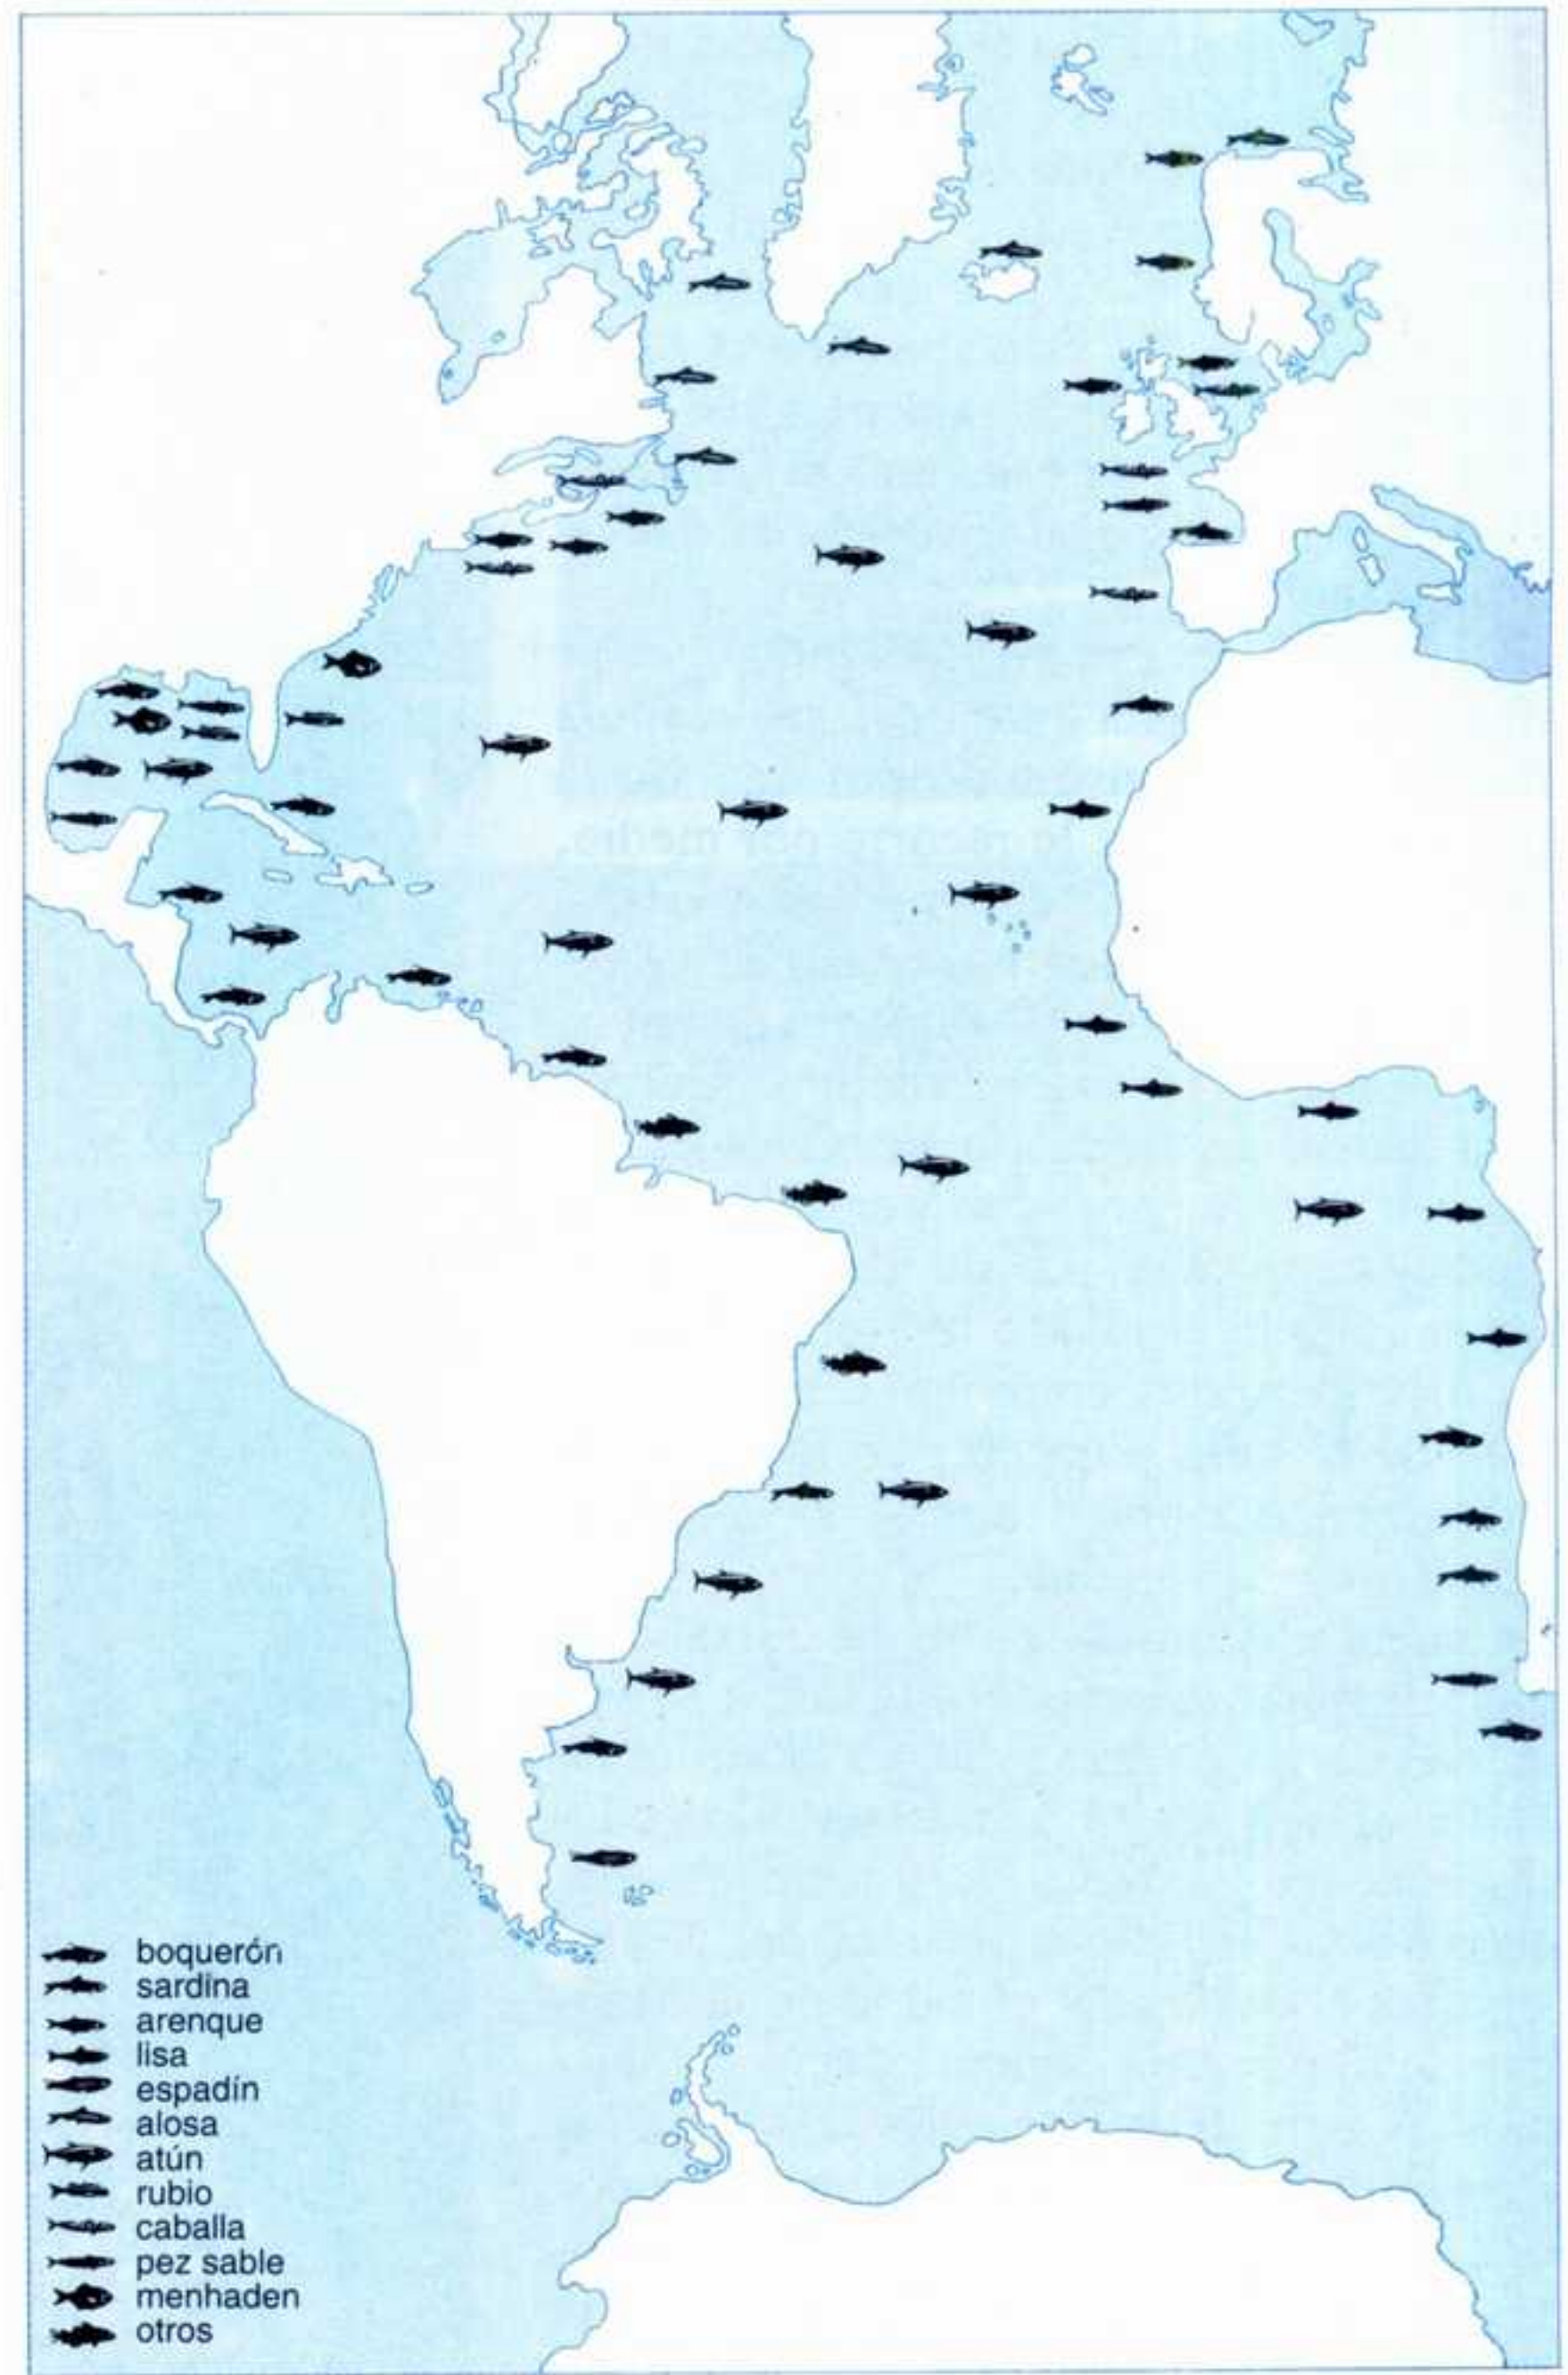 boquerón
sardina
arenque
lisa
espadín
alosa
atún
rubio
caballa
pez sable
menhaden
otros